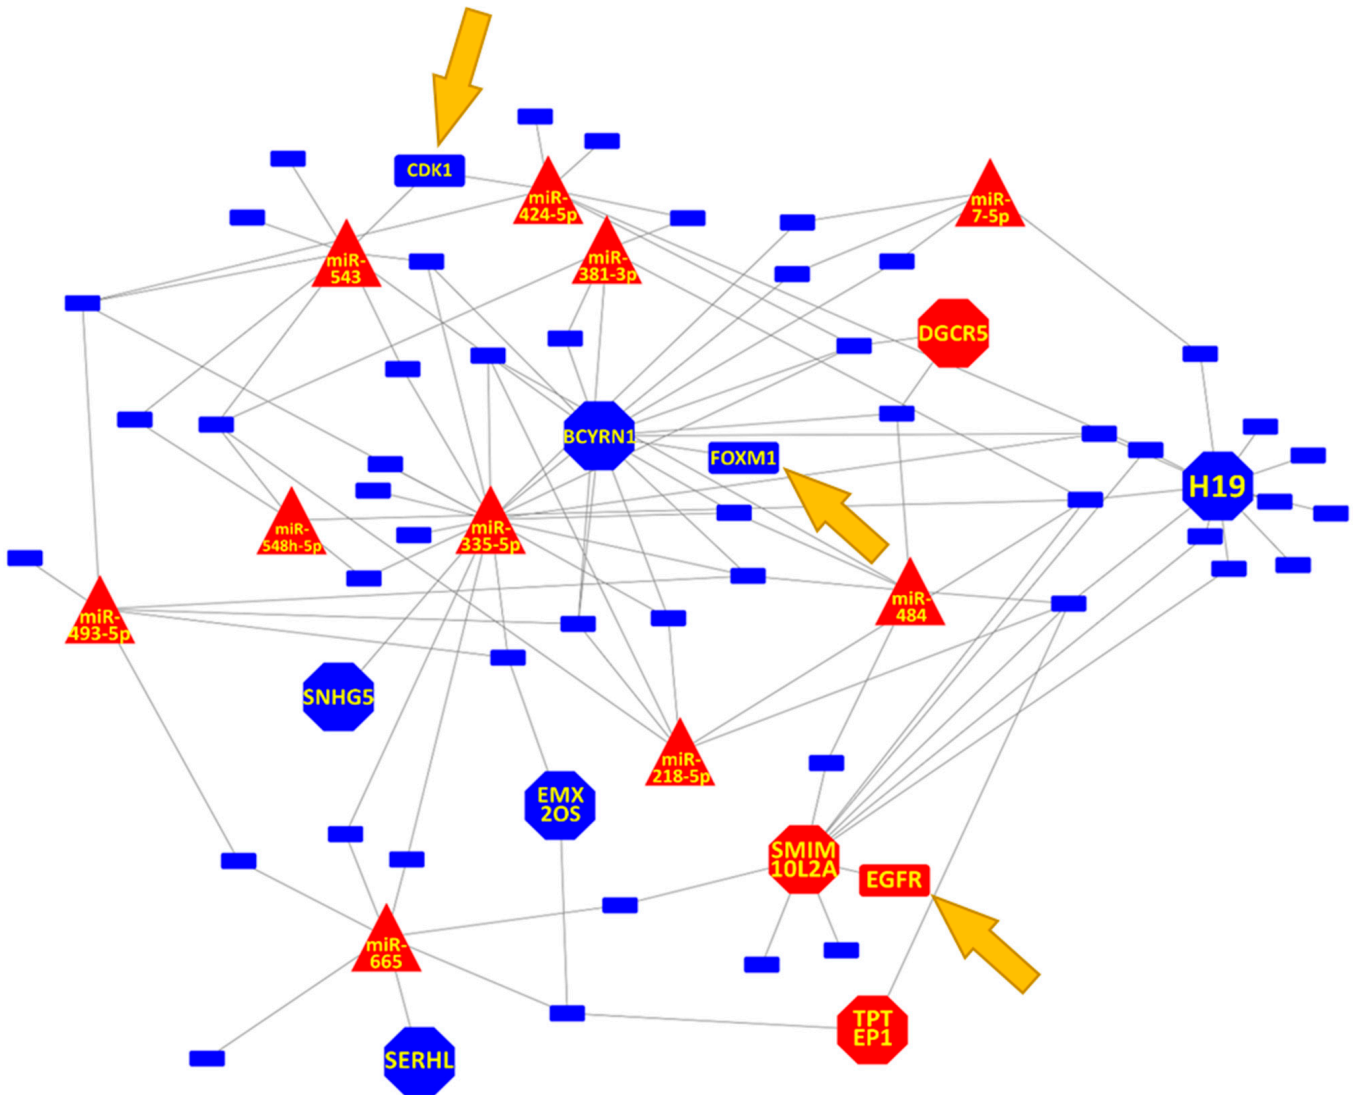 CDK1
miR-
424-5p
miR-
7-5p
miR-
543
miR-
381-3p
DGCR5
BCYRN1
FOXM1
H19
miR-
548h-5p
miR-
335-5p
miR-
493-5p
miR-
484
SNHG5
miR-
218-5p
EMX
2OS
SMIM
10L2A
EGFR
miR-
665
TPT
EP1
SERHL